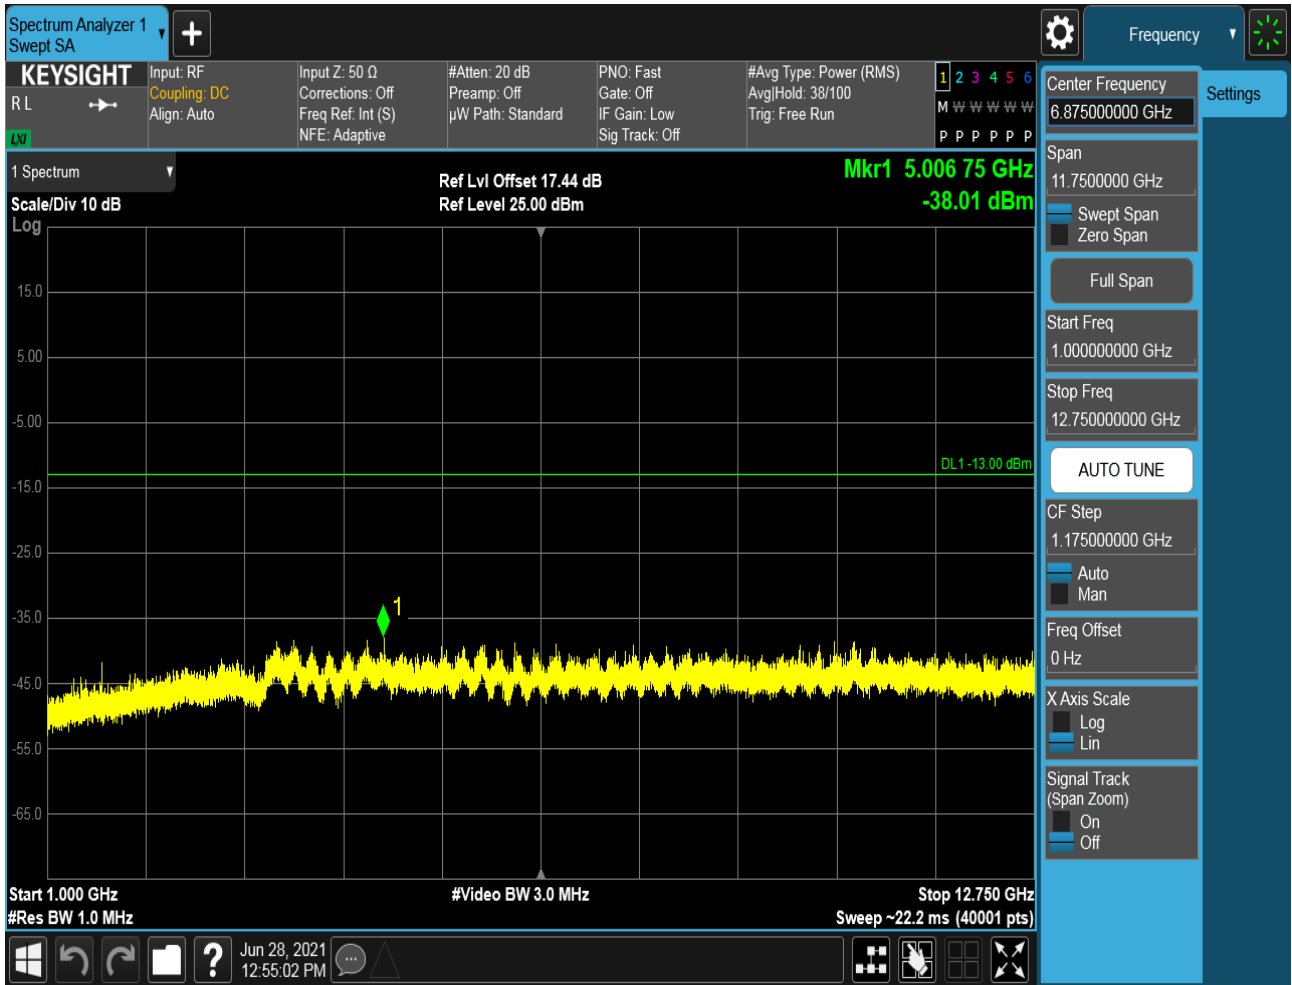 Spectrum Analyzer 1
Swept SA
Frequency
KEYSIGHT
R L
LXI
Input: RF
Coupling: DC
Align: Auto
Input Z: 50 Ω
Corrections: Off
Freq Ref: Int (S)
NFE: Adaptive
#Atten: 20 dB
Preamp: Off
µW Path: Standard
PNO: Fast
Gate: Off
IF Gain: Low
Sig Track: Off
#Avg Type: Power (RMS)
Avg|Hold: 38/100
Trig: Free Run
1 2 3 4 5 6
M W W W W W
P P P P P P
1 Spectrum
Scale/Div 10 dB
Log
Ref Lvl Offset 17.44 dB
Ref Level 25.00 dBm
Mkr1 5.006 75 GHz
-38.01 dBm
15.0
5.00
-5.00
DL1 -13.00 dBm
-15.0
-25.0
-35.0
1
-45.0
-55.0
-65.0
Start 1.000 GHz
#Res BW 1.0 MHz
#Video BW 3.0 MHz
Stop 12.750 GHz
Sweep ~22.2 ms (40001 pts)
Jun 28, 2021
12:55:02 PM
Center Frequency
6.875000000 GHz
Settings
Span
11.7500000 GHz
Swept Span
Zero Span
Full Span
Start Freq
1.000000000 GHz
Stop Freq
12.750000000 GHz
AUTO TUNE
CF Step
1.175000000 GHz
Auto
Man
Freq Offset
0 Hz
X Axis Scale
Log
Lin
Signal Track
(Span Zoom)
On
Off